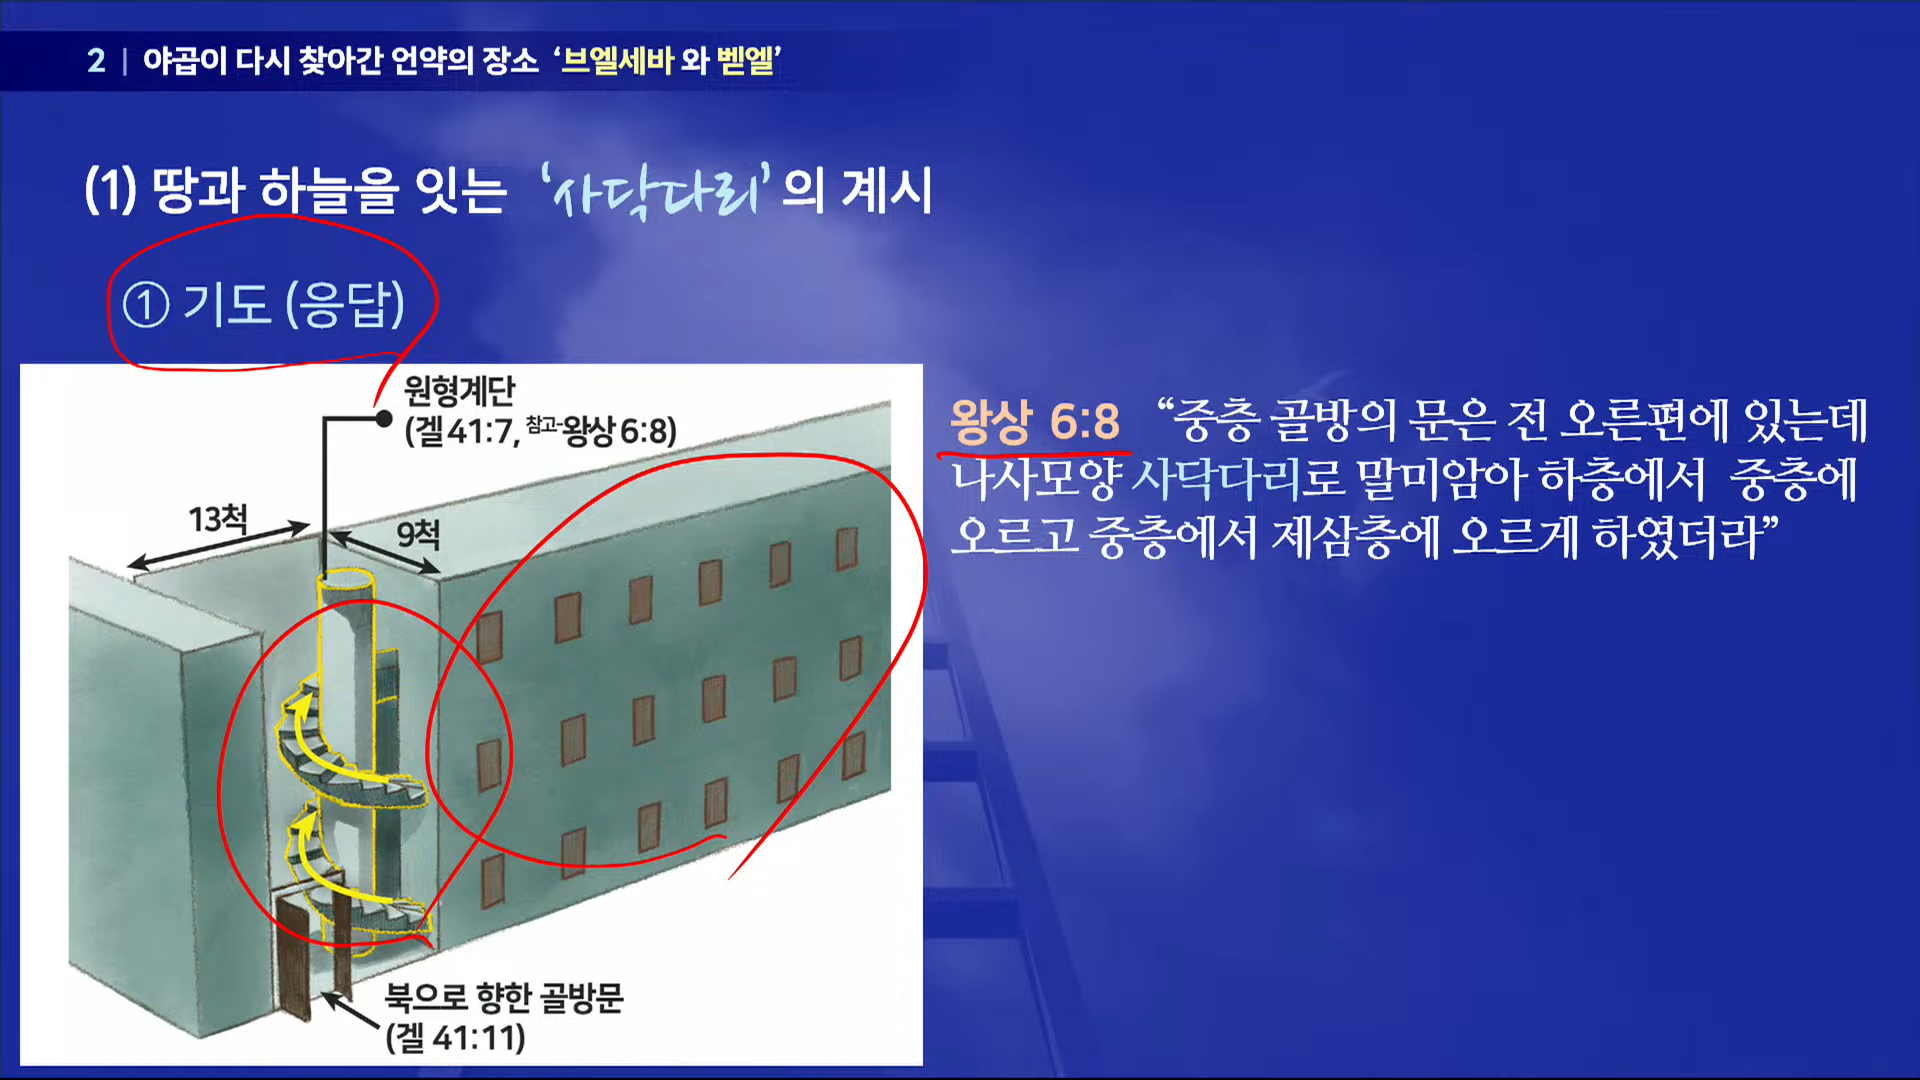 2 | 야곱이 다시 찾아간 언약의 장소 ‘브엘세바 와 벧엘’
(1) 땅과 하늘을 잇는 ‘사닥다리’의 계시
① 기도 (응답)
원형계단
(겔 41:7, 참고-왕상 6:8)
13척
9척
북으로 향한 골방문
(겔 41:11)
왕상 6:8 “중층 골방의 문은 전 오른편에 있는데
나사모양 사닥다리로 말미암아 하층에서 중층에
오르고 중층에서 제삼층에 오르게 하였더라”